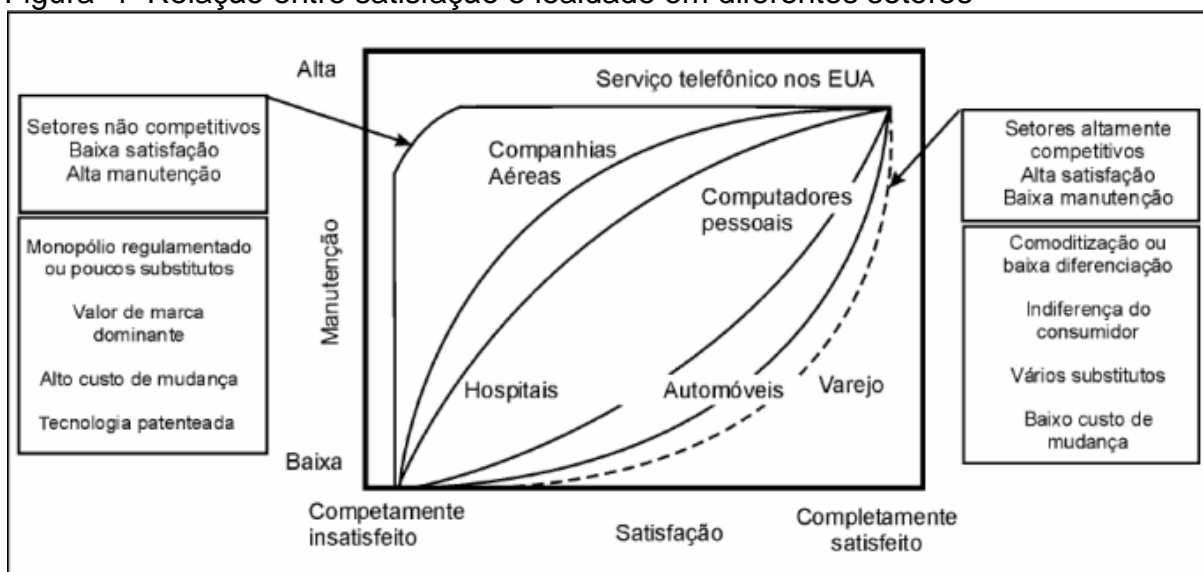 Figura 4- Relação entre satisfação e lealdade em diferentes setores
Alta
Serviço telefônico nos EUA
Setores não competitivos
Baixa satisfação
Alta manutenção
Companhias
Aéreas
Setores altamente
competitivos
Alta satisfação
Baixa manutenção
Computadores
pessoais
Manutenção
Monopólio regulamentado
ou poucos substitutos
Valor de marca
dominante
Alto custo de mudança
Tecnologia patenteada
Comoditização ou
baixa diferenciação
Indiferença do
consumidor
Vários substitutos
Baixo custo de
mudança
Hospitais
Automóveis
Varejo
Baixa
Competamente
insatisfeito
Satisfação
Completamente
satisfeito